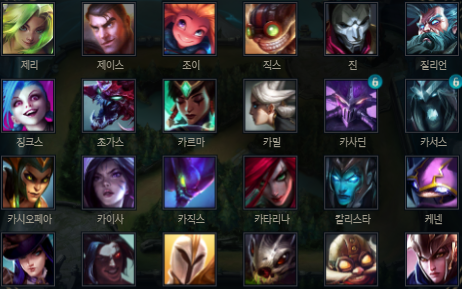 제리 제이스 조이 직스 진 질리언
징크스 초가스 카르마 카밀 카사딘 카서스
카시오페아 카이사 카직스 카타리나 칼리스타 케넨